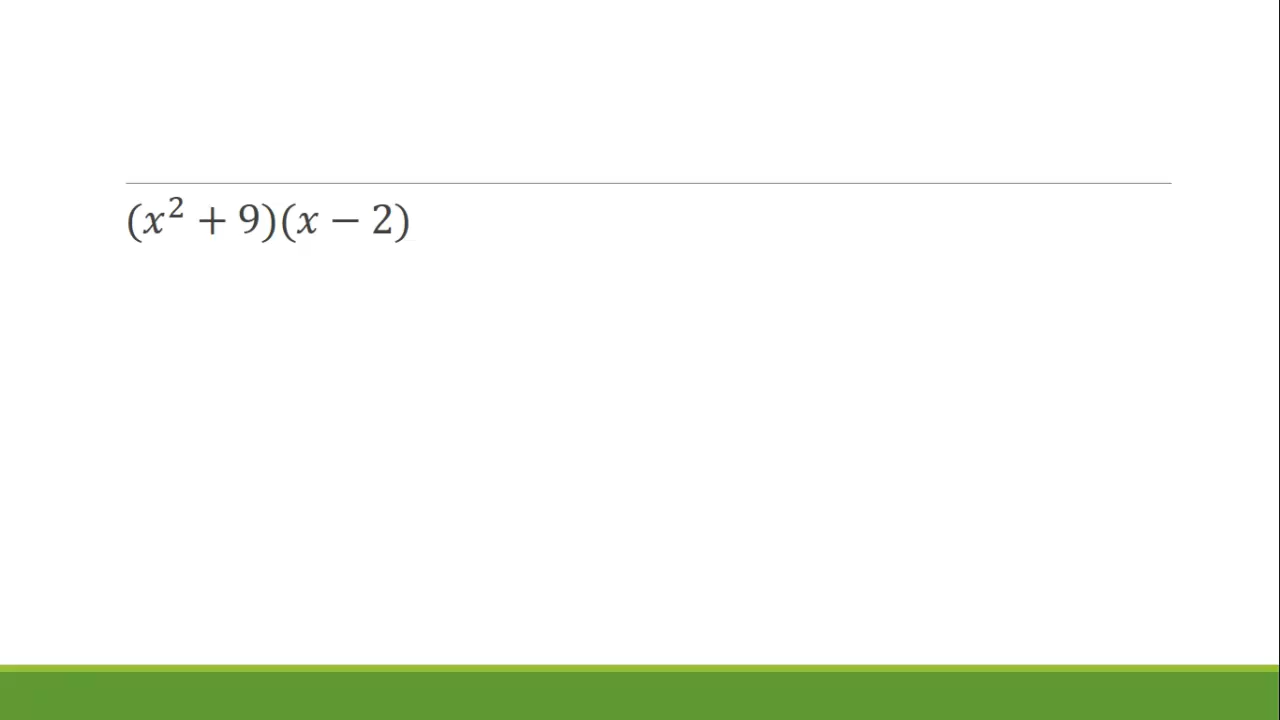 (x² + 9)(x − 2)